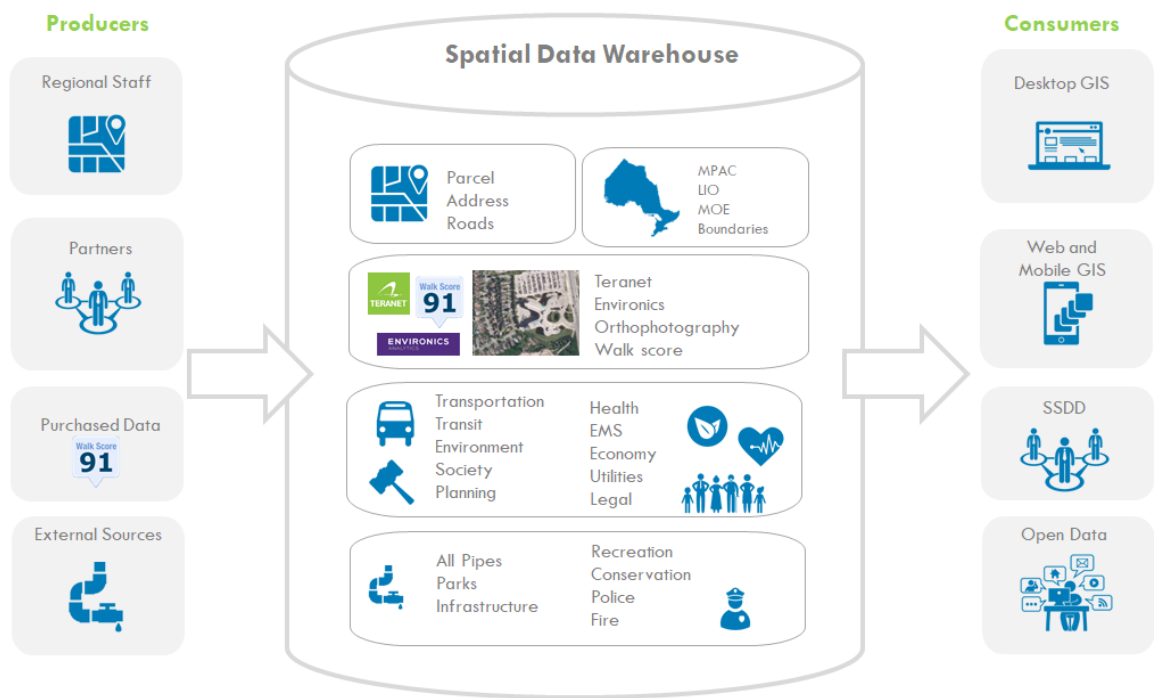 Producers
Regional Staff
Partners
Purchased Data
Walk Score
91
External Sources
Spatial Data Warehouse
Parcel
Address
Roads
MPAC
LIO
MOE
Boundaries
TERANET
Walk Score
91
ENVIRONICS
ANALYTICS
Teranet
Environics
Orthophotography
Walk score
Transportation
Transit
Environment
Society
Planning
Health
EMS
Economy
Utilities
Legal
All Pipes
Parks
Infrastructure
Recreation
Conservation
Police
Fire
Consumers
Desktop GIS
Web and
Mobile GIS
SSDD
Open Data